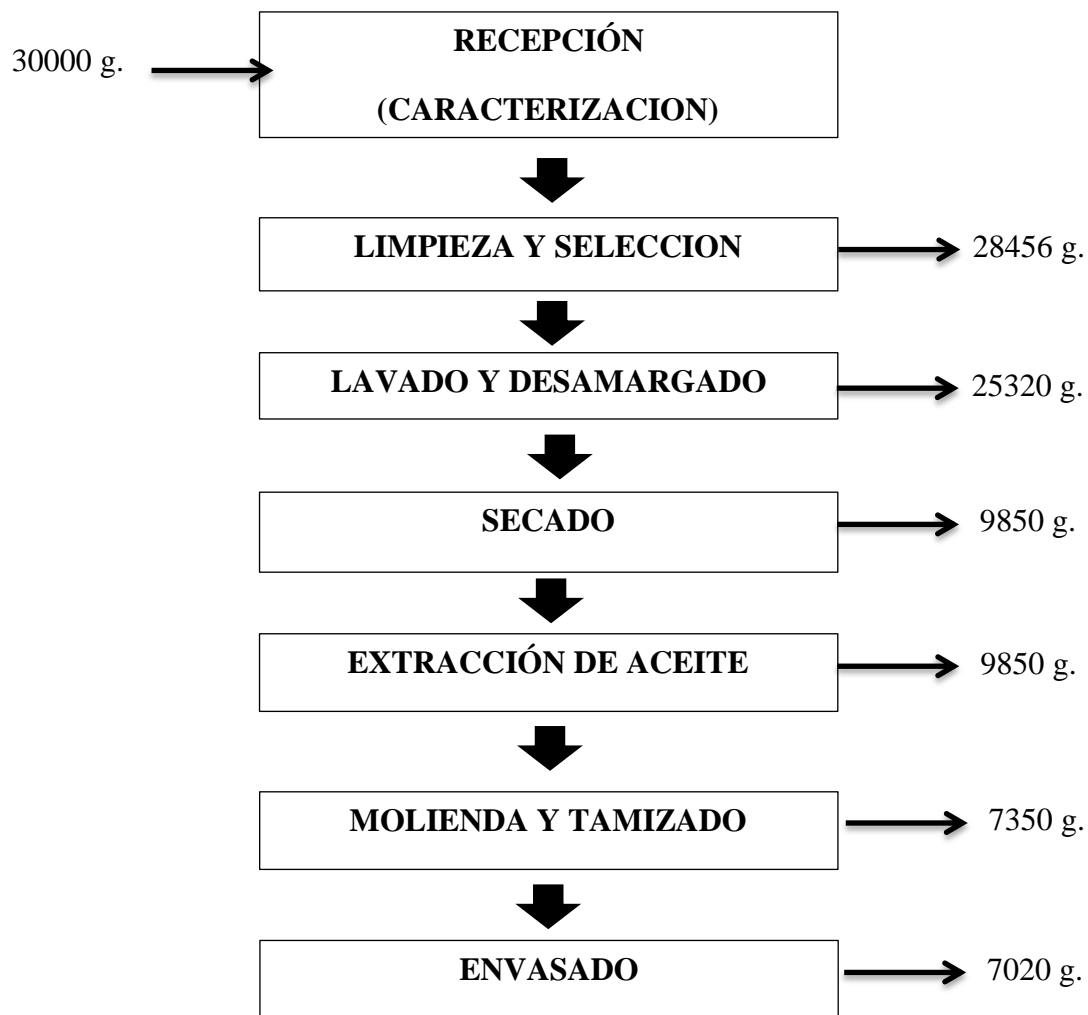 RECEPCIÓN
30000 g.
(CARACTERIZACION)
LIMPIEZA Y SELECCION
28456 g.
LAVADO Y DESAMARGADO
25320 g.
SECADO
9850 g.
EXTRACCIÓN DE ACEITE
9850 g.
MOLIENDA Y TAMIZADO
7350 g.
ENVASADO
7020 g.